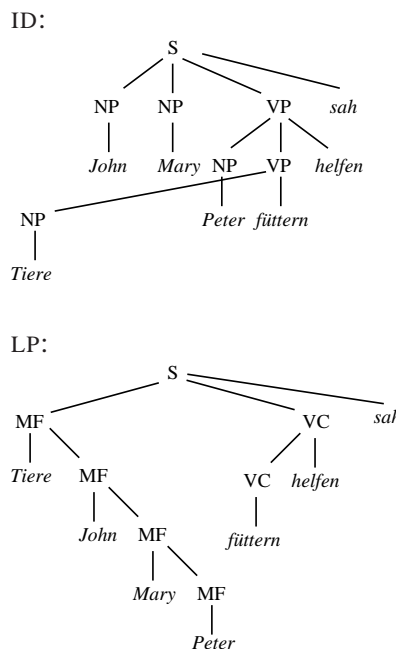 ID:
S
NP NP VP sah
John Mary NP VP helfen
NP Peter füttern
Tiere
LP:
S
MF VC sah
Tiere MF VC helfen
John MF füttern
Mary MF
Peter